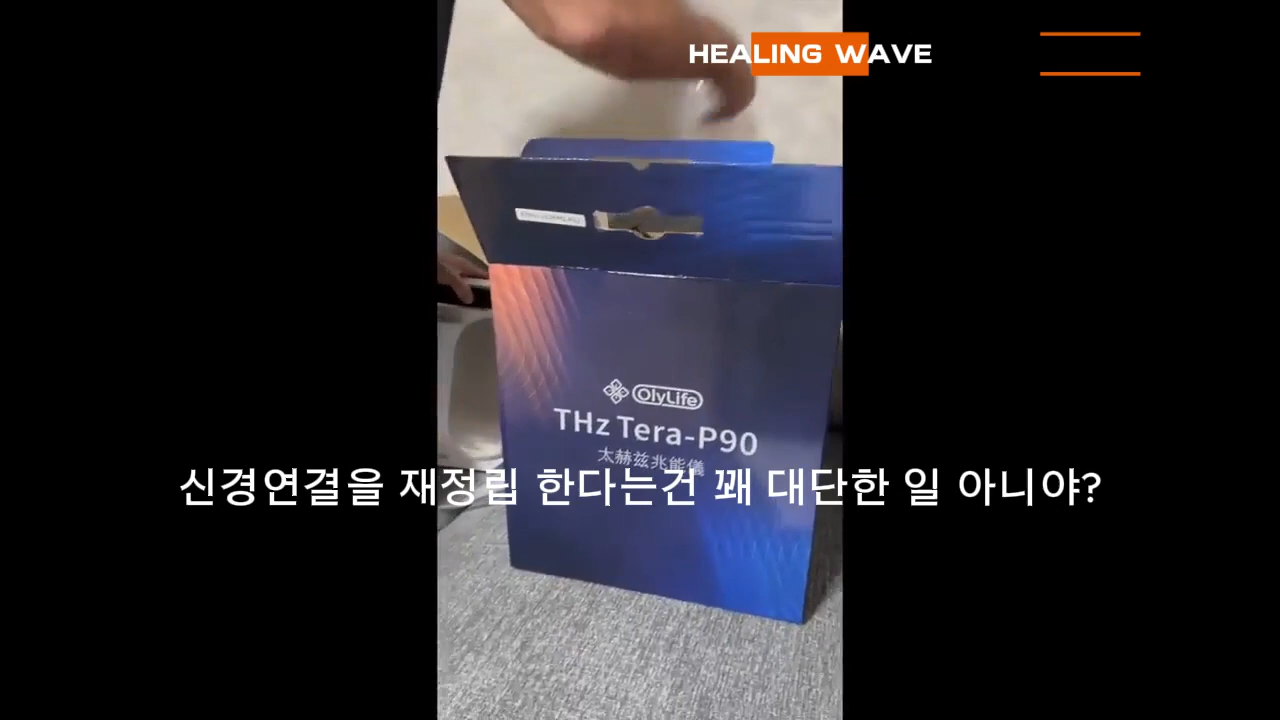 HEALING WAVE
OlyLife
THz Tera-P90
太赫兹兆能儀
신경연결을 재정립 한다는건 꽤 대단한 일 아니야?